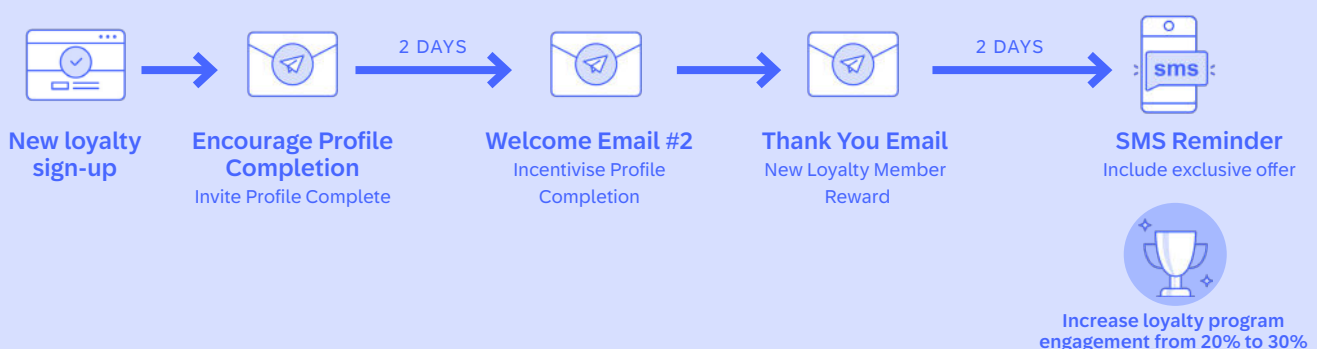 2 DAYS
2 DAYS
sms
New loyalty
sign-up
Encourage Profile
Completion
Invite Profile Complete
Welcome Email #2
Incentivise Profile
Completion
Thank You Email
New Loyalty Member
Reward
SMS Reminder
Include exclusive offer
Increase loyalty program
engagement from 20% to 30%